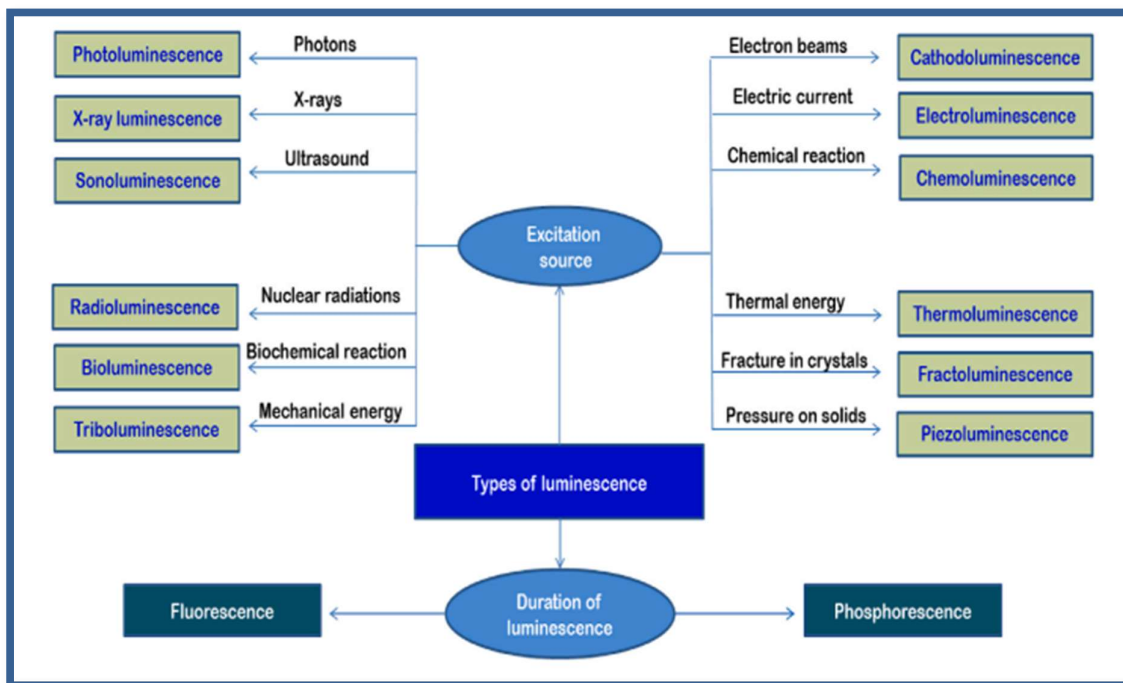 Photoluminescence
Photons
Electron beams
Cathodoluminescence
X-ray luminescence
X-rays
Electric current
Electroluminescence
Sonoluminescence
Ultrasound
Chemical reaction
Chemoluminescence
Excitation
source
Radioluminescence
Nuclear radiations
Thermal energy
Thermoluminescence
Bioluminescence
Biochemical reaction
Fracture in crystals
Fractoluminescence
Triboluminescence
Mechanical energy
Pressure on solids
Piezoluminescence
Types of luminescence
Fluorescence
Duration of
luminescence
Phosphorescence